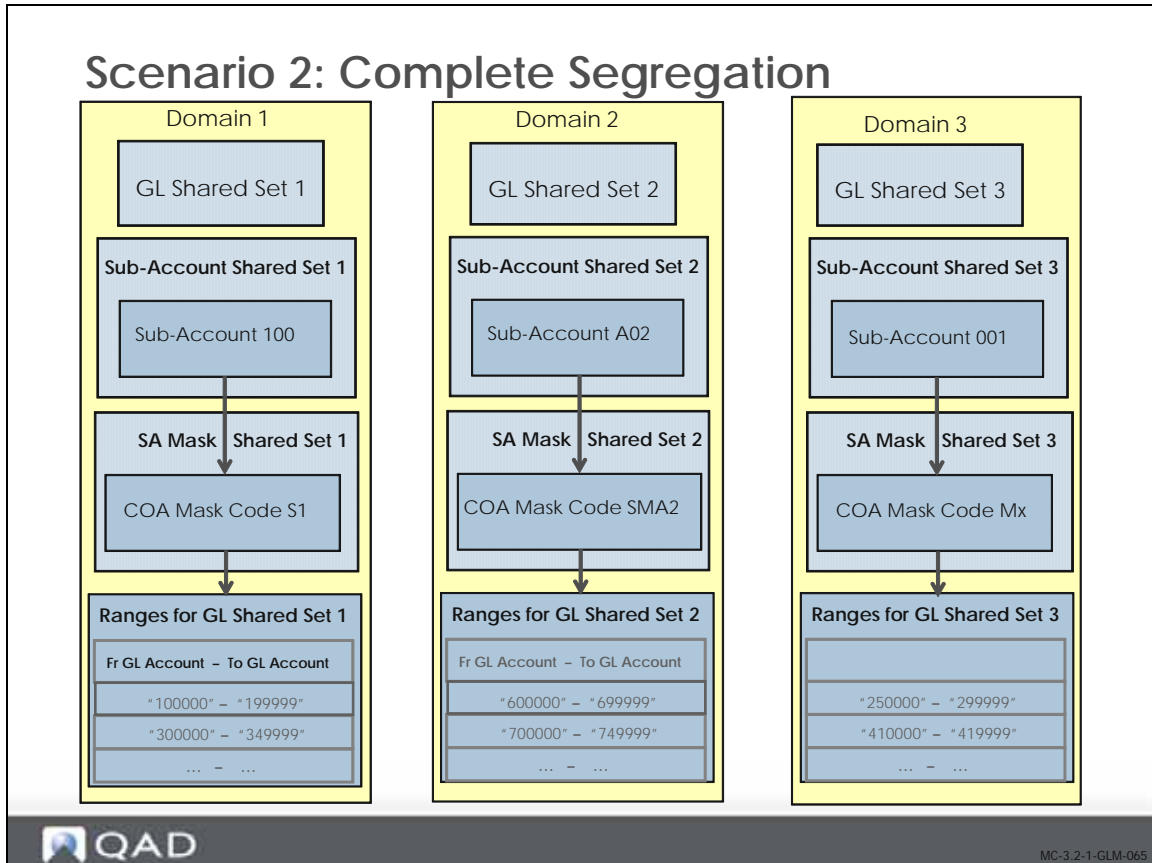 Scenario 2: Complete Segregation
Domain 1
GL Shared Set 1
Sub-Account Shared Set 1
Sub-Account 100
SA Mask Shared Set 1
COA Mask Code S1
Ranges for GL Shared Set 1
Fr GL Account – To GL Account
"100000" – "199999"
"300000" – "349999"
... – ...
Domain 2
GL Shared Set 2
Sub-Account Shared Set 2
Sub-Account A02
SA Mask Shared Set 2
COA Mask Code SMA2
Ranges for GL Shared Set 2
Fr GL Account – To GL Account
"600000" – "699999"
"700000" – "749999"
... – ...
Domain 3
GL Shared Set 3
Sub-Account Shared Set 3
Sub-Account 001
SA Mask Shared Set 3
COA Mask Code Mx
Ranges for GL Shared Set 3
"250000" – "299999"
"410000" – "419999"
... – ...
QAD
MC-3.2-1-GLM-065